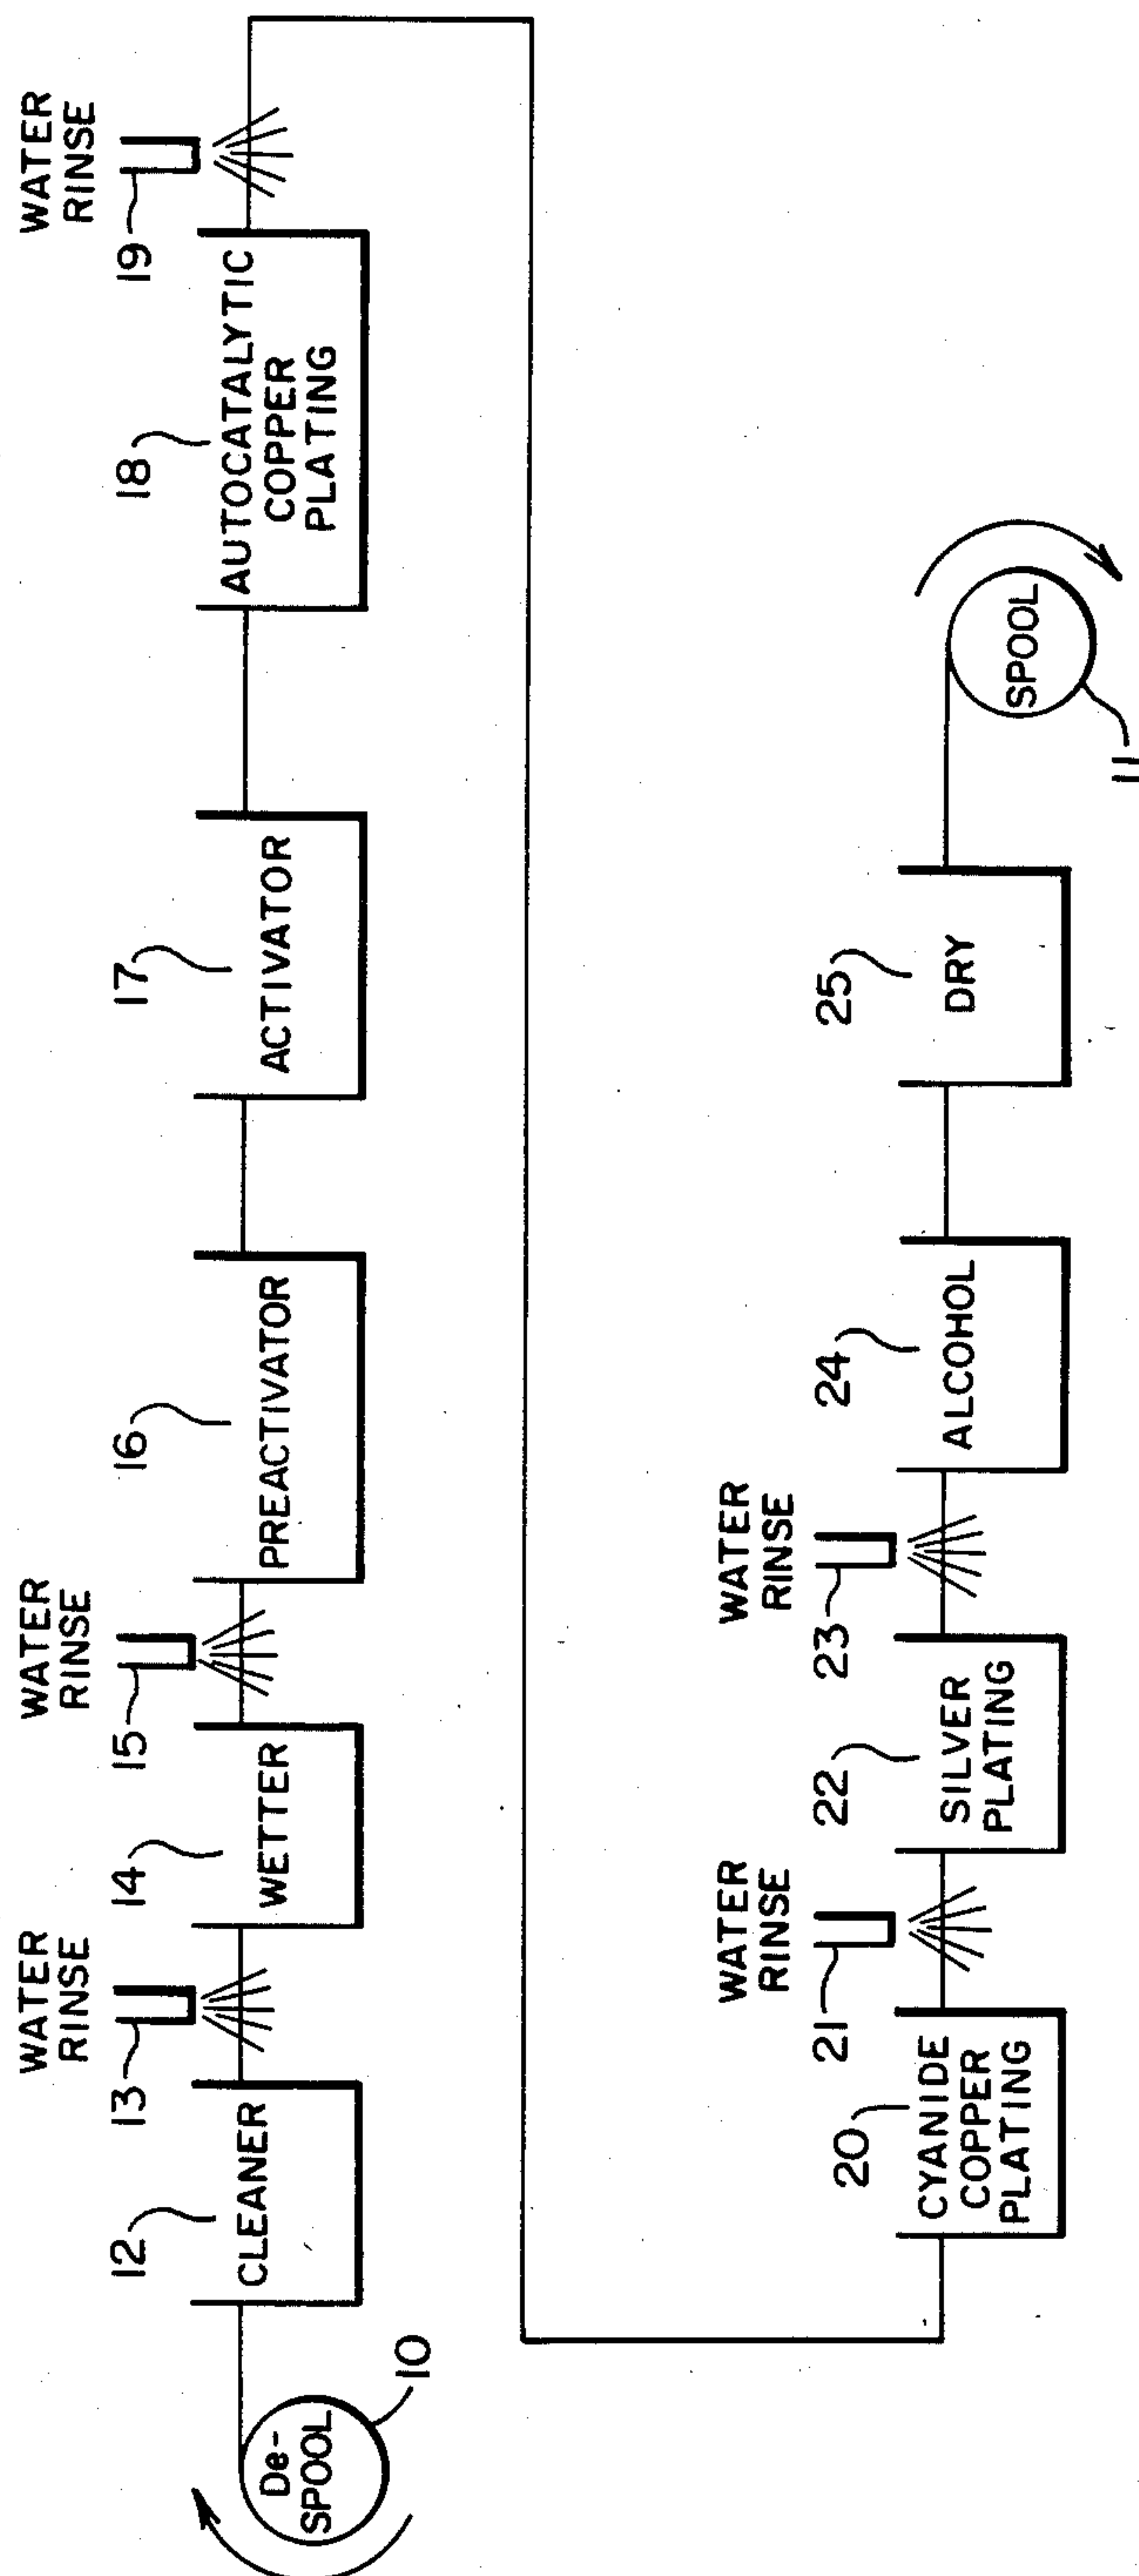 De-
SPOOL
10
12
CLEANER
WATER
RINSE
13
14
WETTER
WATER
RINSE
15
16
PREACTIVATOR
17
ACTIVATOR
18
AUTOCATALYTIC
COPPER
PLATING
WATER
RINSE
19
20
CYANIDE
COPPER
PLATING
WATER
RINSE
21
22
SILVER
PLATING
WATER
RINSE
23
24
ALCOHOL
25
DRY
SPOOL
11